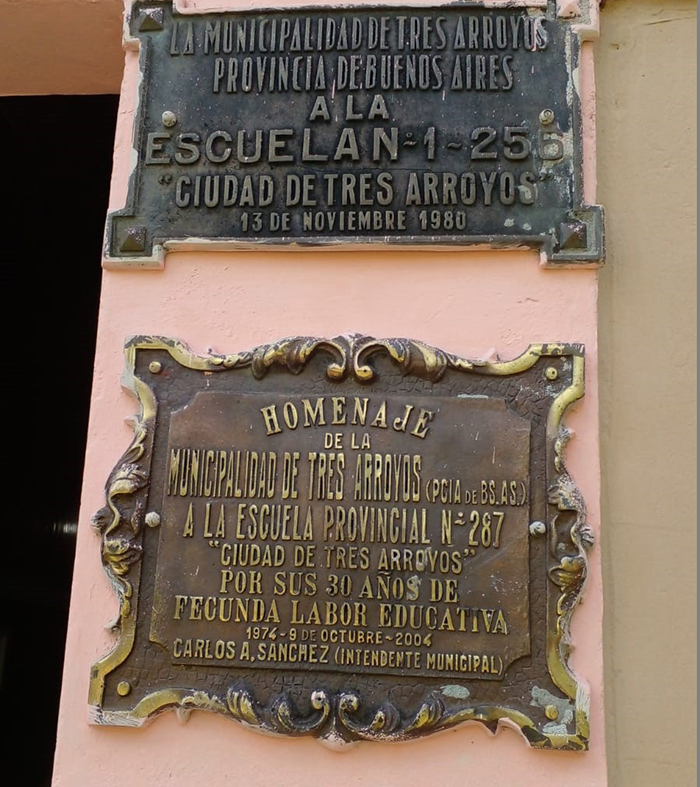 LA MUNICIPALIDAD DE TRES ARROYOS
PROVINCIA DE BUENOS AIRES
A LA
ESCUELA Nº 1-256
"CIUDAD DE TRES ARROYOS"
13 DE NOVIEMBRE 1980
HOMENAJE
DE LA
MUNICIPALIDAD DE TRES ARROYOS (PCIA DE BS.AS.)
A LA ESCUELA PROVINCIAL Nº 287
"CIUDAD DE TRES ARROYOS"
POR SUS 30 AÑOS DE
FECUNDA LABOR EDUCATIVA
1974-9 DE OCTUBRE-2004
CARLOS A. SANCHEZ (INTENDENTE MUNICIPAL)